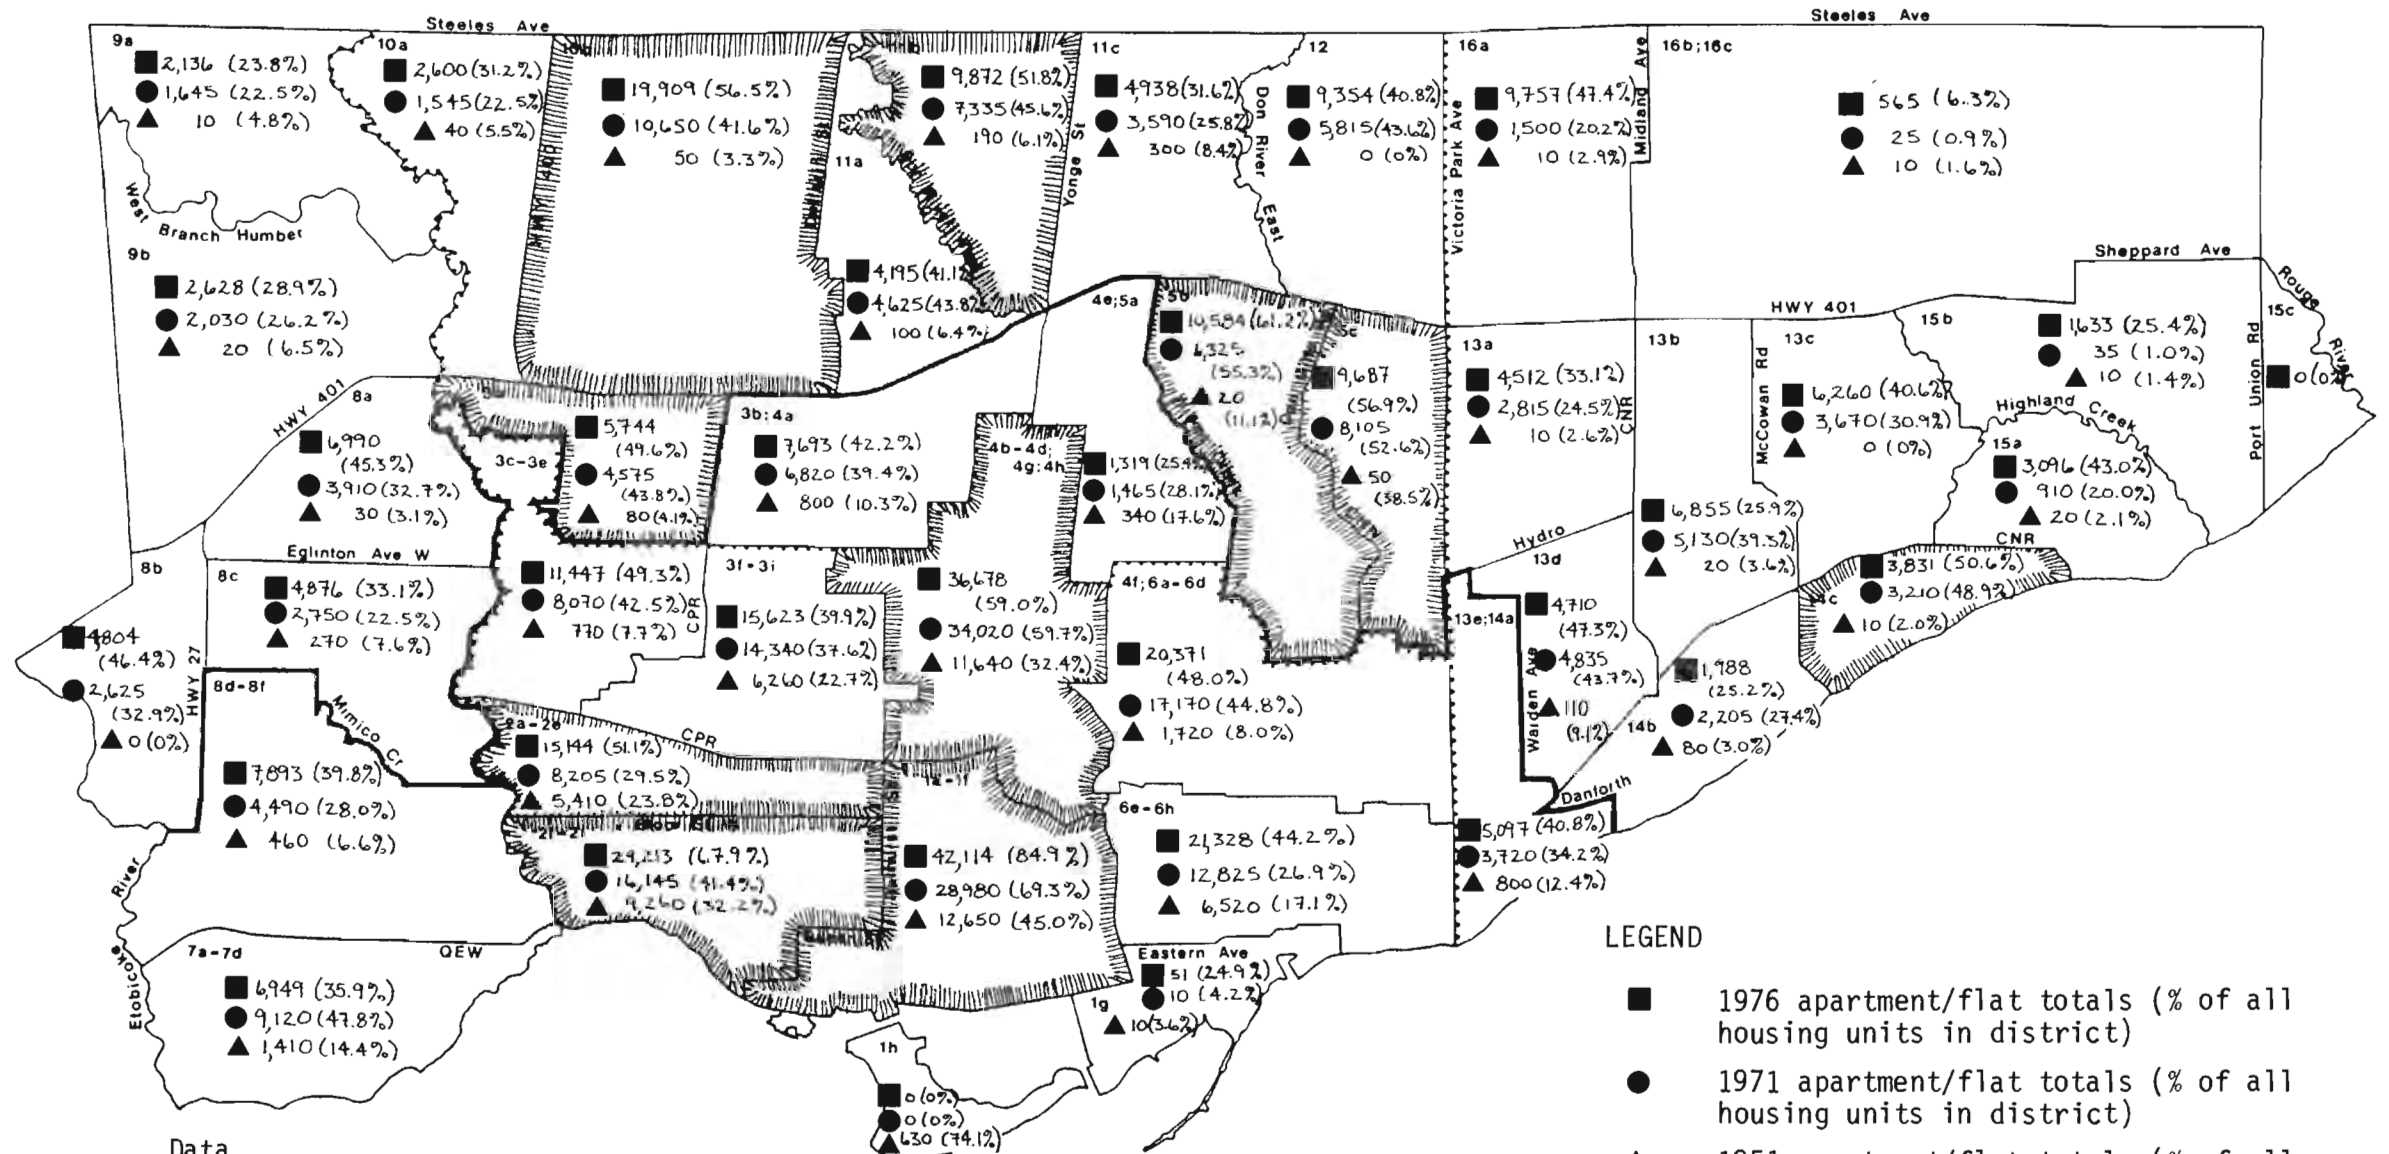 Steeles Ave
Steeles Ave
9a
■ 2,136 (23.8%)
● 1,645 (22.5%)
▲ 10 (4.8%)
10a
■ 2,600 (31.2%)
● 1,545 (22.5%)
▲ 40 (5.5%)
■ 19,909 (56.5%)
● 10,650 (41.6%)
▲ 50 (3.3%)
HWY 400
■ 9,872 (51.8%)
● 7,335 (45.6%)
▲ 190 (6.1%)
11a
■ 4,195 (41.1%
● 4,625 (43.8%
▲ 100 (6.4%)
Yonge St
11c
■ 4938 (31.6%)
● 3,590 (25.8%)
▲ 300 (8.4%)
Don River East
12
■ 9,354 (40.8%)
● 5,815 (43.6%)
▲ 0 (0%)
Victoria Park Ave
16a
■ 9,757 (47.4%)
● 1,500 (20.2%)
▲ 10 (2.9%)
Midland Ave
16b;16c
■ 565 (6.3%)
● 25 (0.9%)
▲ 10 (1.6%)
West Branch Humber
9b
■ 2,628 (28.9%)
● 2,030 (26.2%)
▲ 20 (6.5%)
Sheppard Ave
HWY 401
Rouge River
15c
■ 0 (0%
Port Union Rd
15b
■ 1,633 (25.4%)
● 35 (1.0%)
▲ 10 (1.4%)
Highland Creek
HWY 401
8a
■ 6,990
(45.3%)
● 3,910 (32.7%)
▲ 30 (3.1%)
3c-3e
■ 5,744
(49.6%)
● 4,575
(43.8%)
▲ 80 (4.1%
3b;4a
■ 7,693 (42.2%)
● 6,820 (39.4%)
▲ 800 (10.3%)
4b-4d;
4g;4h
4e;5a
■ 1,319 (25.4%
● 1,465 (28.1%)
▲ 340 (17.6%)
5b
■ 10,584 (61.2%)
● 6,325
(55.3%)
▲ 20
(11.1%)
5c
■ 9,687
(56.9%)
● 8,105
(52.6%)
▲ 50
(38.5%)
13a
■ 4,512 (33.1%)
● 2,815 (24.5%)
▲ 10 (2.6%)
CNR
13b
■ 6,855 (25.9%)
● 5,130 (39.3%)
▲ 20 (3.6%)
McCowan Rd
13c
■ 6,260 (40.6%)
● 3,670 (30.9%)
▲ 0 (0%)
15a
■ 3,096 (43.0%)
● 910 (20.0%)
▲ 20 (2.1%)
CNR
Eglinton Ave W
8b
■ 4804
(46.4%)
● 2,625
(32.9%)
▲ 0 (0%)
HWY 27
8c
■ 4,876 (33.1%)
● 2,750 (22.5%)
▲ 270 (7.6%)
■ 11,447 (49.3%)
● 8,070 (42.5%)
▲ 770 (7.7%)
CPR
3f-3i
■ 15,623 (39.9%)
● 14,340 (37.6%)
▲ 6,260 (22.7%)
■ 36,678
(59.0%)
● 34,020 (59.7%)
▲ 11,640 (32.4%)
4f;6a-6d
■ 20,371
(48.0%)
● 17,170 (44.8%)
▲ 1,720 (8.0%)
Hydro
13d
■ 4,710
(47.3%)
● 4,835
(43.7%)
▲ 110
(9.1%)
13e;14a
Warden Ave
14c
■ 3,831 (50.6%)
● 3,210 (48.9%)
▲ 10 (2.0%)
14b
■ 1,988
(25.2%)
● 2,205 (27.4%)
▲ 80 (3.0%)
Danforth
8d-8f
Mimico Cr
■ 7,893 (39.8%)
● 4,490 (28.0%)
▲ 460 (6.6%)
CPR
2a-2e
■ 15,144 (51.1%)
● 8,205 (29.5%)
▲ 5,410 (23.8%)
■ 29,213 (67.9%)
● 16,145 (41.4%)
▲ 9,260 (32.2%)
1a-1f
■ 42,114 (84.9%)
● 28,980 (69.3%)
▲ 12,650 (45.0%)
6e-6h
■ 21,328 (44.2%)
● 12,825 (26.9%)
▲ 6,520 (17.1%)
■ 5,097 (40.8%)
● 3,720 (34.2%)
▲ 800 (12.4%)
Etobicoke River
7a-7d
QEW
■ 6,949 (35.9%)
● 9,120 (47.8%)
▲ 1,410 (14.4%)
Eastern Ave
■ 51 (24.9%)
● 10 (4.2%)
▲ 10 (3.6%)
1g
1h
■ 0 (0%)
● 0 (0%)
▲ 630 (74.1%)
Data
LEGEND
■ 1976 apartment/flat totals (% of all
housing units in district)
● 1971 apartment/flat totals (% of all
housing units in district)
▲ 1951 apartment/flat totals (% of all